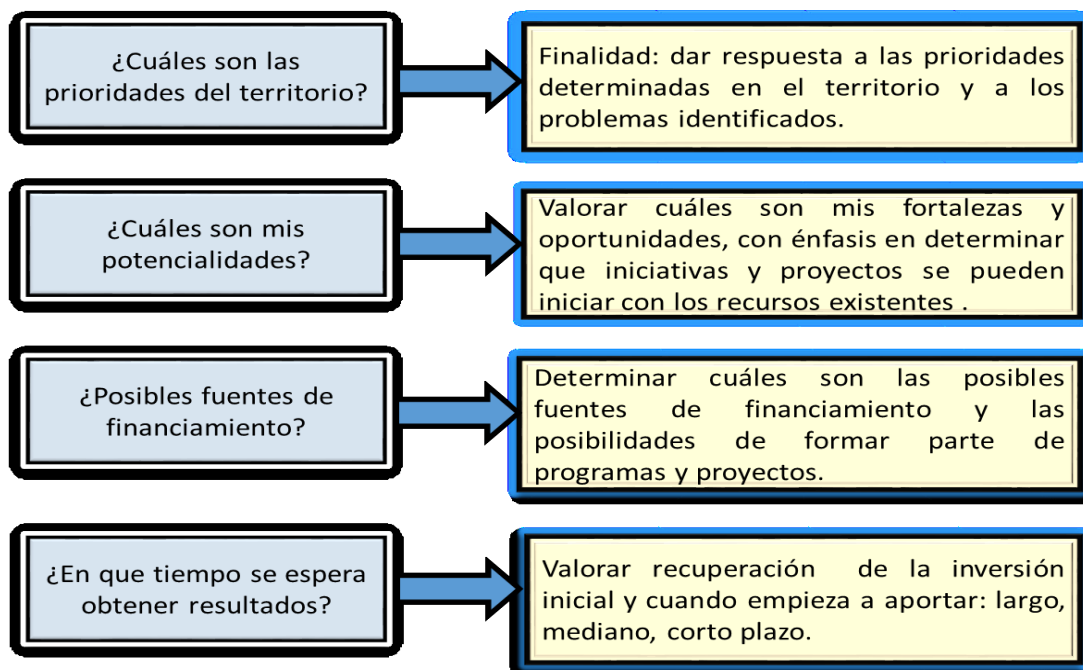 ¿Cuáles son las
prioridades del territorio?
Finalidad: dar respuesta a las prioridades
determinadas en el territorio y a los
problemas identificados.
¿Cuáles son mis
potencialidades?
Valorar cuáles son mis fortalezas y
oportunidades, con énfasis en determinar
que iniciativas y proyectos se pueden
iniciar con los recursos existentes .
¿Posibles fuentes de
financiamiento?
Determinar cuáles son las posibles
fuentes de financiamiento y las
posibilidades de formar parte de
programas y proyectos.
¿En que tiempo se espera
obtener resultados?
Valorar recuperación de la inversión
inicial y cuando empieza a aportar: largo,
mediano, corto plazo.